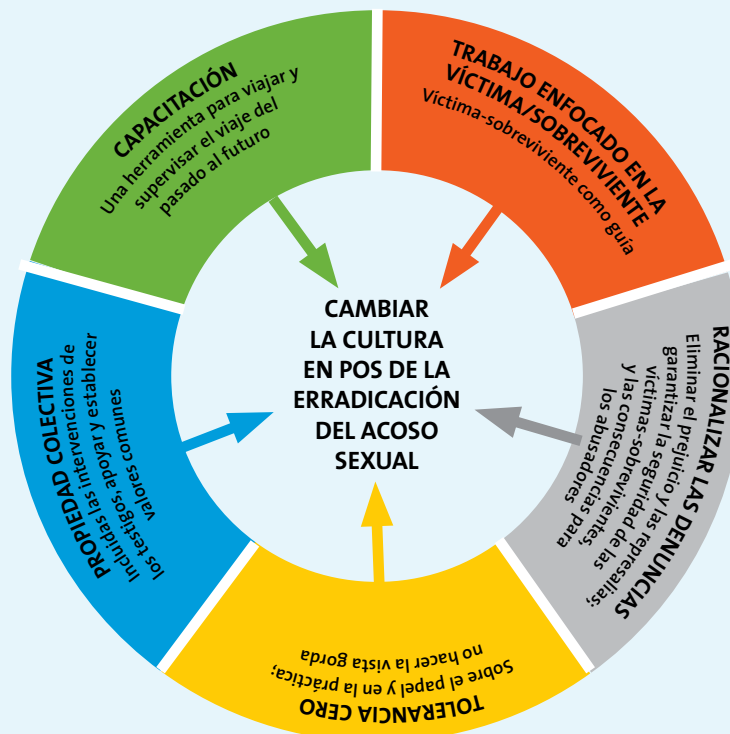 CAPACITACIÓN
Una herramienta para viajar y
supervisar el viaje del
pasado al futuro
TRABAJO ENFOCADO EN LA
VÍCTIMA/SOBREVIVIENTE
Víctima-sobreviviente como guía
RACIONALIZAR LAS DENUNCIAS
Eliminar el prejuicio y las represalias;
garantizar la seguridad de las
víctimas-sobrevivientes,
y las consecuencias para
los abusadores
TOLERANCIA CERO
Sobre el papel y en la práctica;
no hacer la vista gorda
PROPIEDAD COLECTIVA
Incluidas las intervenciones de
los testigos, apoyar y establecer
valores comunes
CAMBIAR
LA CULTURA
EN POS DE LA
ERRADICACIÓN
DEL ACOSO
SEXUAL